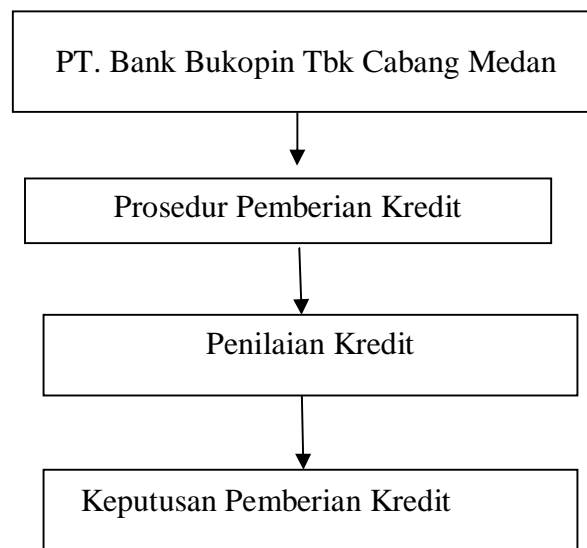 PT. Bank Bukopin Tbk Cabang Medan
Prosedur Pemberian Kredit
Penilaian Kredit
Keputusan Pemberian Kredit